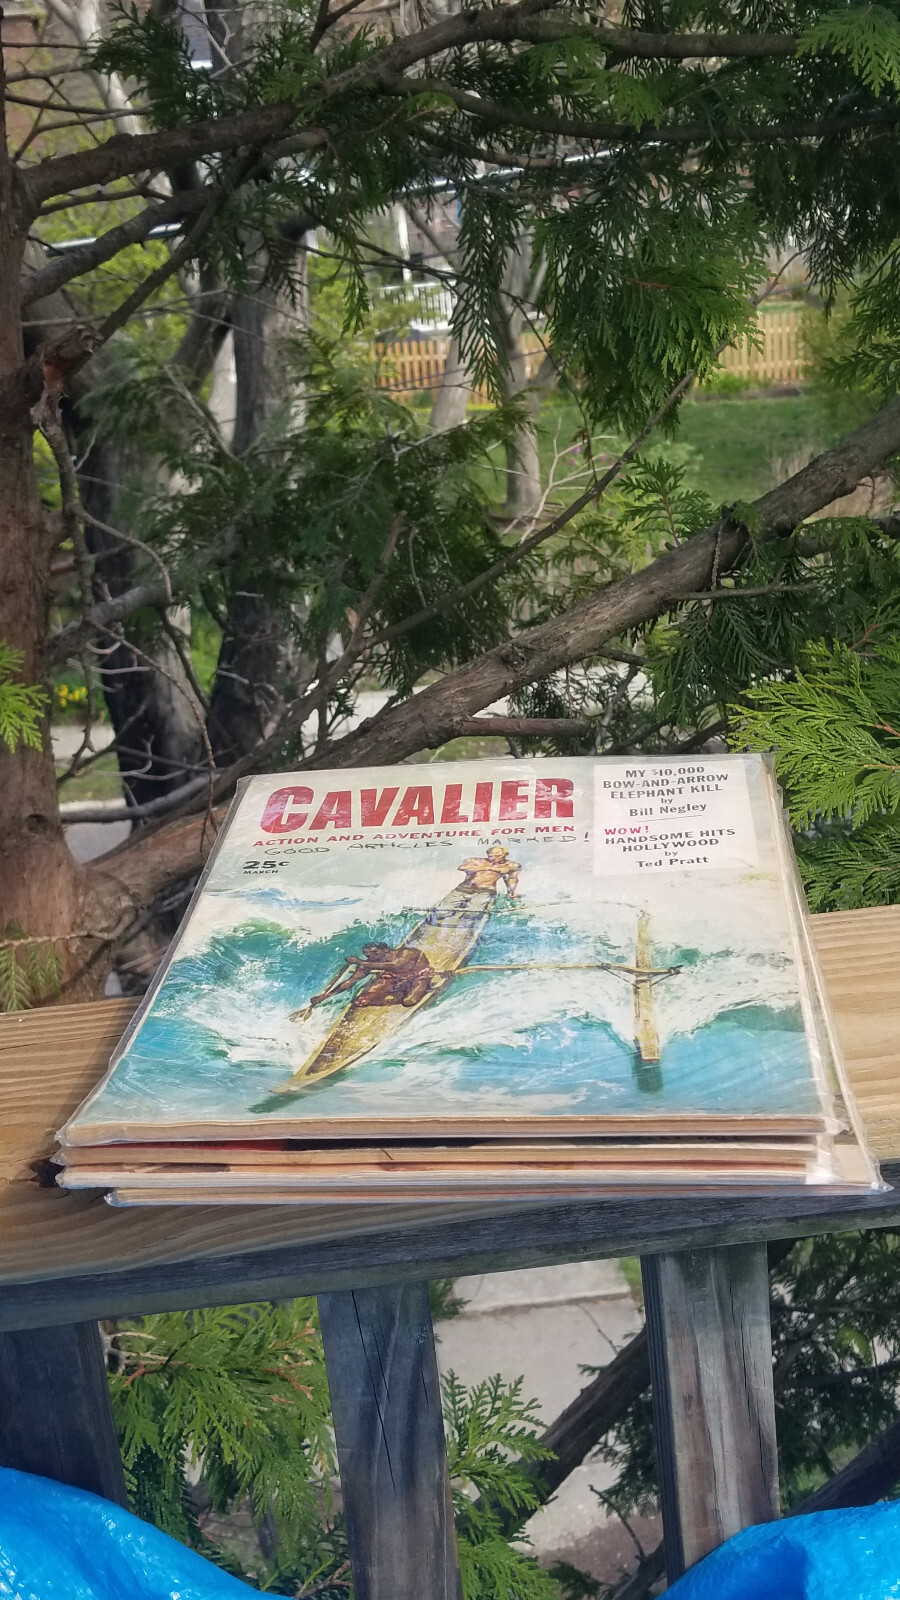 CAVALIER
ACTION AND ADVENTURE FOR MEN
GOOD ARTICLES MARKED!
25¢
MARCH
MY $10,000
BOW-AND-ARROW
ELEPHANT KILL
by
Bill Negley
WOW!
HANDSOME HITS
HOLLYWOOD
by
Ted Pratt